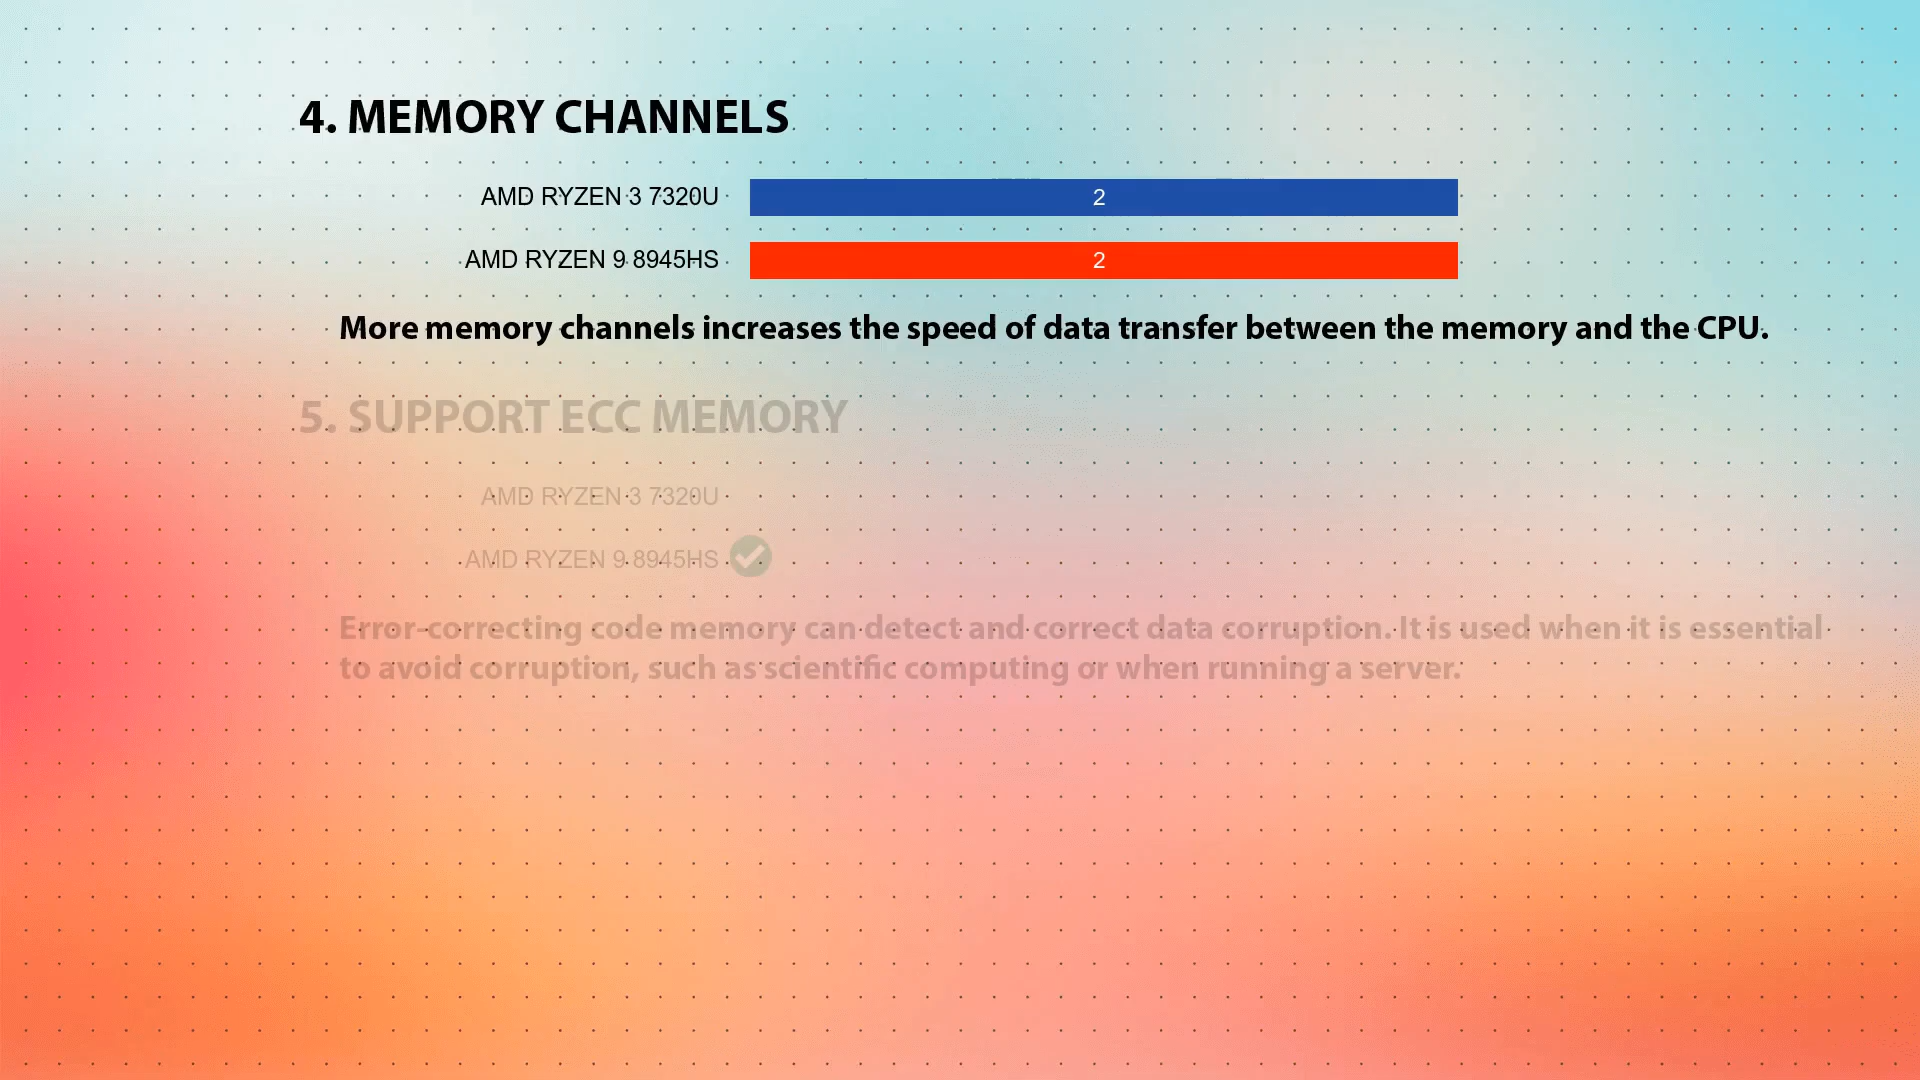 4. MEMORY CHANNELS
AMD RYZEN 3 7320U
2
AMD RYZEN 9 8945HS
2
More memory channels increases the speed of data transfer between the memory and the CPU.
5. SUPPORT ECC MEMORY
AMD RYZEN 3 7320U
AMD RYZEN 9 8945HS
Error-correcting code memory can detect and correct data corruption. It is used when it is essential
to avoid corruption, such as scientific computing or when running a server.